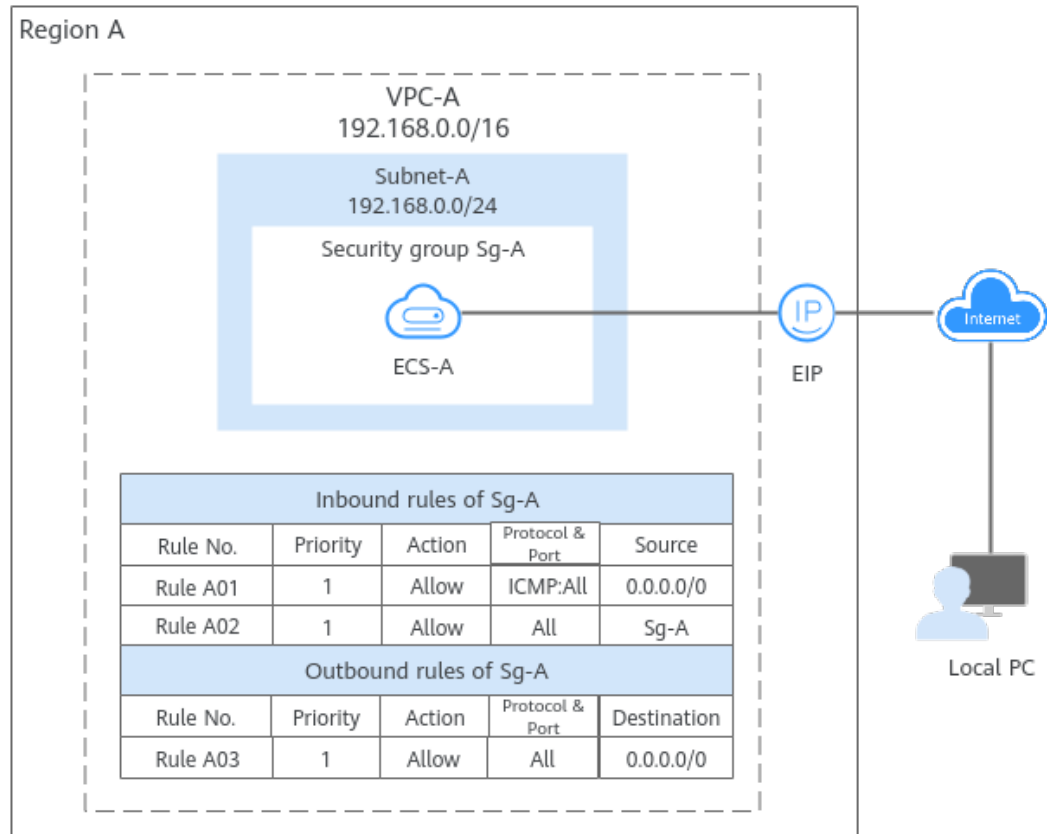 Region A
VPC-A
192.168.0.0/16
Subnet-A
192.168.0.0/24
Security group Sg-A
ECS-A
IP
EIP
Internet
Local PC
Inbound rules of Sg-A
Rule No. Priority Action Protocol & Port Source
Rule A01 1 Allow ICMP:All 0.0.0.0/0
Rule A02 1 Allow All Sg-A
Outbound rules of Sg-A
Rule No. Priority Action Protocol & Port Destination
Rule A03 1 Allow All 0.0.0.0/0